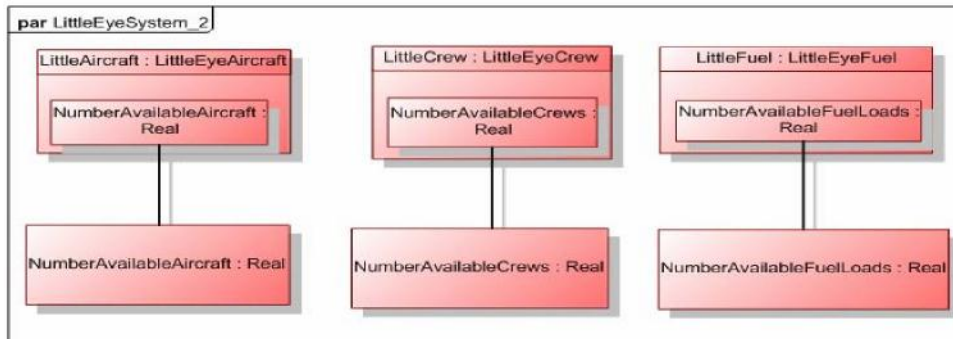 par LittleEyeSystem_2
LittleAircraft : LittleEyeAircraft
NumberAvailableAircraft :
Real
NumberAvailableAircraft : Real
LittleCrew : LittleEyeCrew
NumberAvailableCrews :
Real
NumberAvailableCrews : Real
LittleFuel : LittleEyeFuel
NumberAvailableFuelLoads :
Real
NumberAvailableFuelLoads : Real